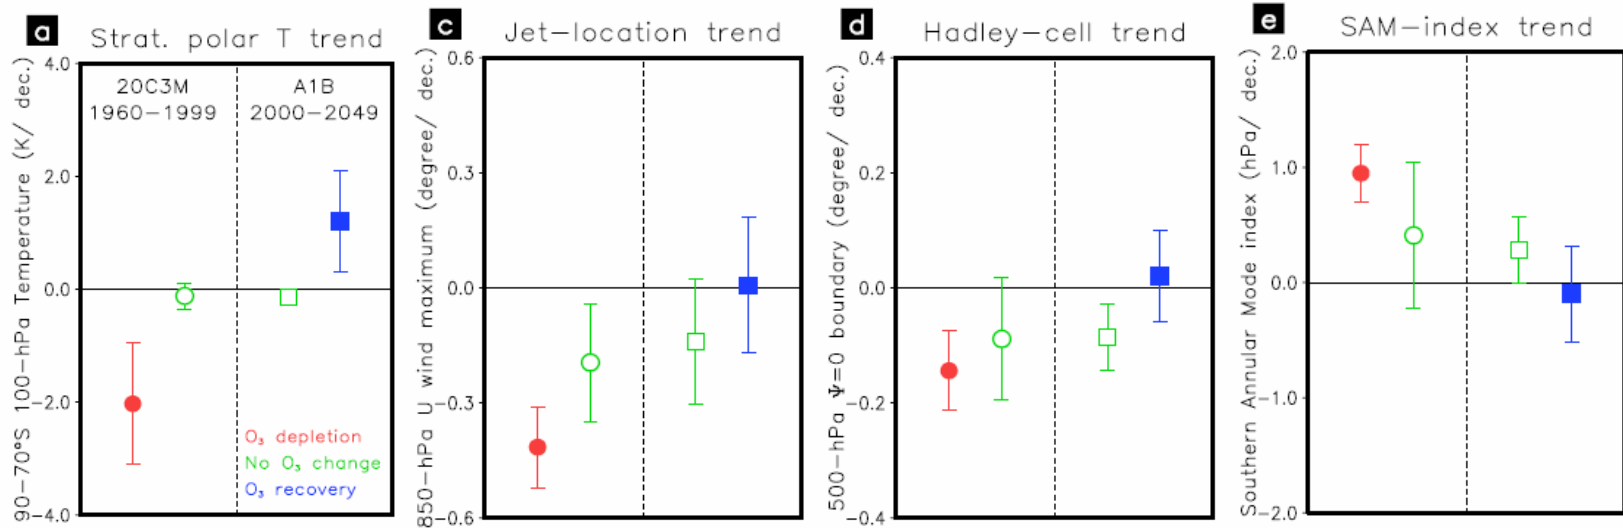 a
Strat. polar T trend
90−70°S 100−hPa Temperature (K/ dec.)
4.0
2.0
0.0
−2.0
−4.0
20C3M
1960−1999
A1B
2000−2049
O₃ depletion
No O₃ change
O₃ recovery
c
Jet−location trend
850−hPa U wind maximum (degree/ dec.)
0.6
0.3
0.0
−0.3
−0.6
d
Hadley−cell trend
500−hPa Ψ=0 boundary (degree/ dec.)
0.4
0.2
0.0
−0.2
−0.4
e
SAM−index trend
Southern Annular Mode index (hPa/ dec.)
2.0
1.0
0.0
−1.0
−2.0